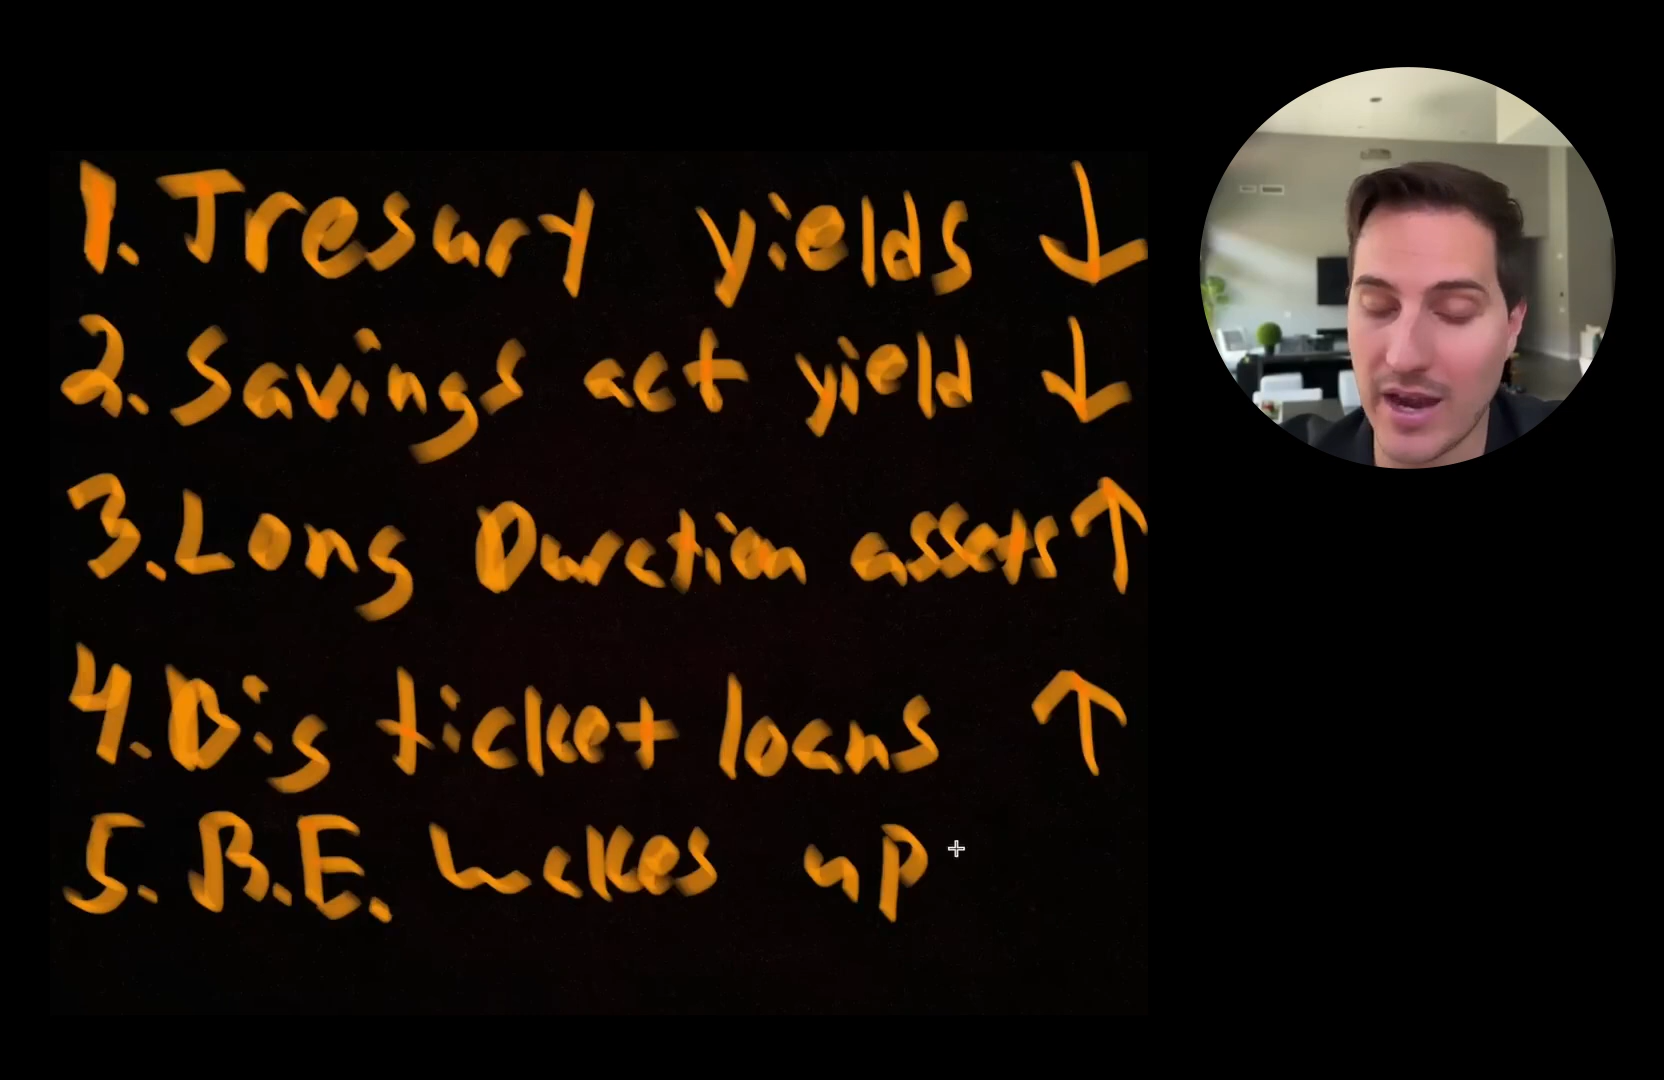 1. Tresury yields ↓
2. Savings act yield ↓
3. Long Duration assets ↑
4. Big ticket loans ↑
5. R.E. wakes up